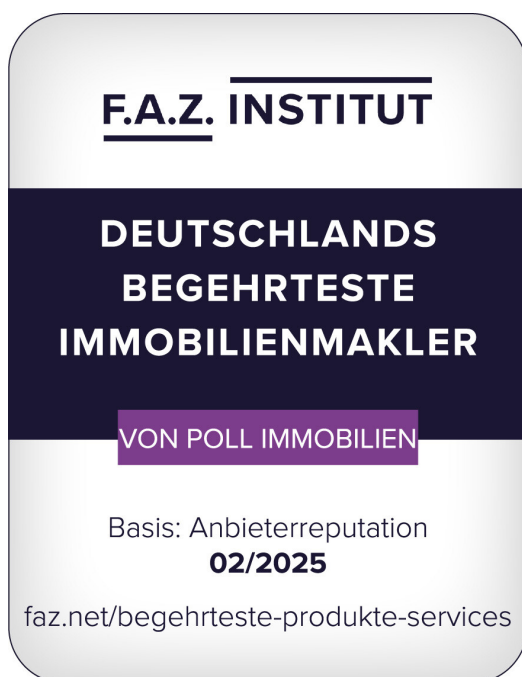 F.A.Z. INSTITUT
DEUTSCHLANDS
BEGEHRTESTE
IMMOBILIENMAKLER
VON POLL IMMOBILIEN
Basis: Anbieterreputation
02/2025
faz.net/begehrteste-produkte-services